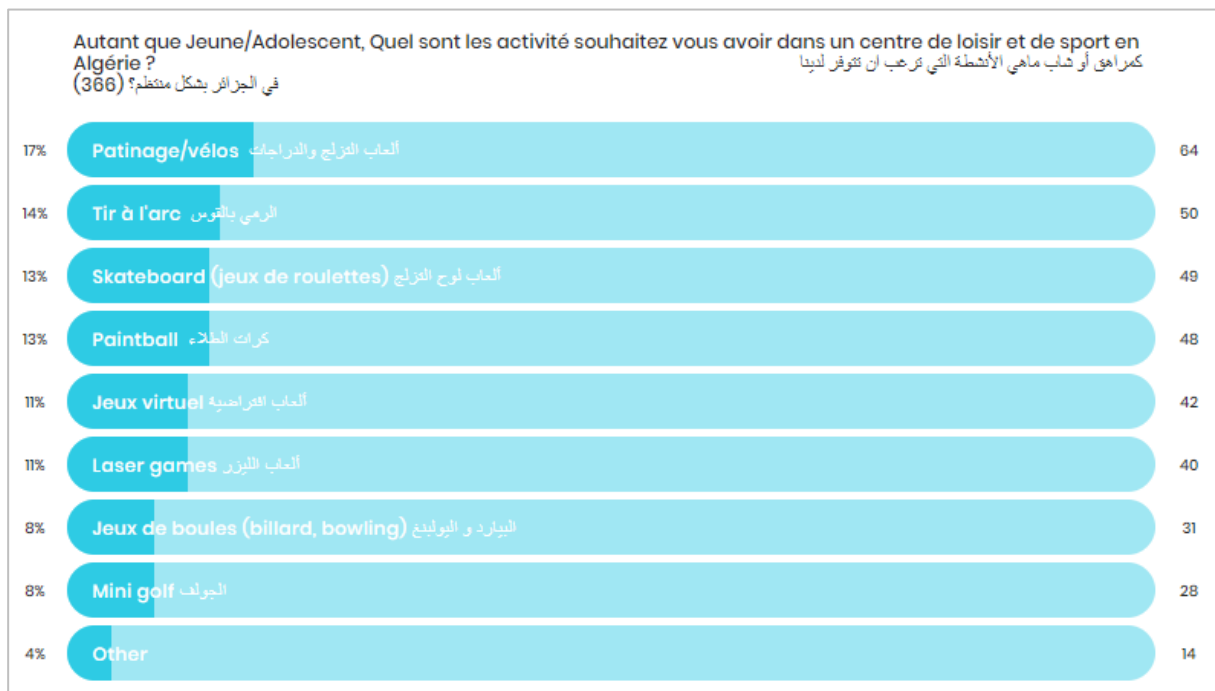 Autant que Jeune/Adolescent, Quel sont les activité souhaitez vous avoir dans un centre de loisir et de sport en
Algérie ? كمراهق أو شاب ماهي الأنشطة التي ترغب ان تتوفر لدينا
في الجزائر بشكل منتظم؟ (366)
17% Patinage/vélos ألعاب التزلج والدراجات 64
14% Tir à l'arc الرمي بالقوس 50
13% Skateboard (jeux de roulettes) ألعاب لوح التزلج 49
13% Paintball كرات الطلاء 48
11% Jeux virtuel ألعاب افتراضية 42
11% Laser games ألعاب الليزر 40
8% Jeux de boules (billard, bowling) البيارد و البولينغ 31
8% Mini golf الجولف 28
4% Other 14